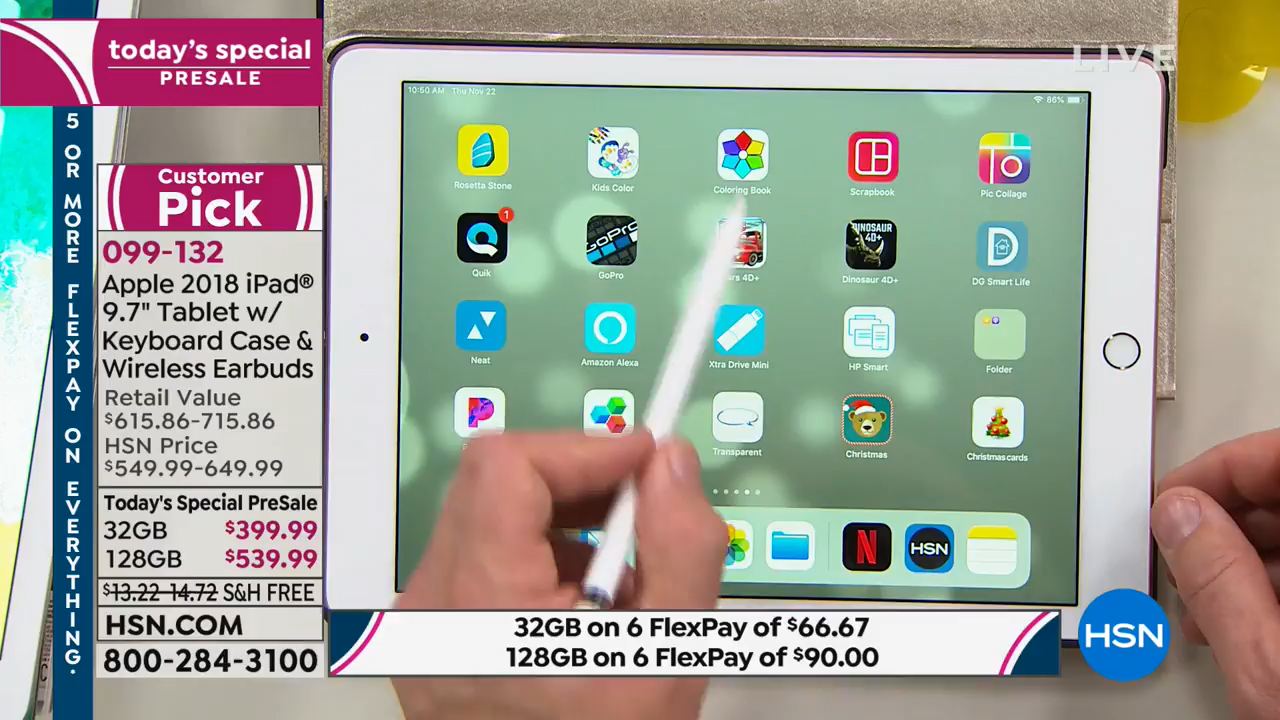 today's special
PRESALE
5 OR MORE FLEXPAY ON EVERYTHING.
Customer
Pick
099-132
Apple 2018 iPad®
9.7" Tablet w/
Keyboard Case &
Wireless Earbuds
Retail Value
$615.86-715.86
HSN Price
$549.99-649.99
Today's Special PreSale
32GB $399.99
128GB $539.99
$13.22-14.72 S&H FREE
HSN.COM
800-284-3100
LIVE
10:50 AM Thu Nov 22
86%
Rosetta Stone
Kids Color
Coloring Book
Scrapbook
Pic Collage
1
GoPro
DINOSAUR
4D+
Quik
GoPro
4D+
Dinosaur 4D+
DG Smart Life
Neat
Amazon Alexa
Xtra Drive Mini
HP Smart
Folder
Transparent
Christmas
Christmas cards
HSN
32GB on 6 FlexPay of $66.67
128GB on 6 FlexPay of $90.00
HSN